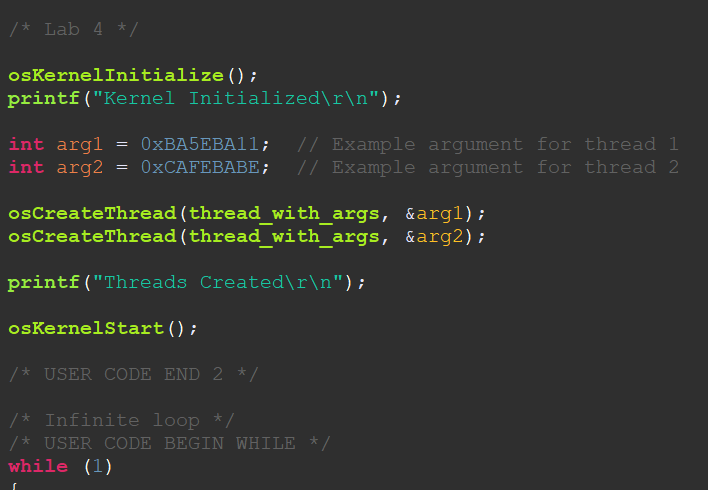 /* Lab 4 */
osKernelInitialize();
printf("Kernel Initialized\r\n");
int arg1 = 0xBA5EBA11;  // Example argument for thread 1
int arg2 = 0xCAFEBABE;  // Example argument for thread 2
osCreateThread(thread_with_args, &arg1);
osCreateThread(thread_with_args, &arg2);
printf("Threads Created\r\n");
osKernelStart();
/* USER CODE END 2 */
/* Infinite loop */
/* USER CODE BEGIN WHILE */
while (1)
{